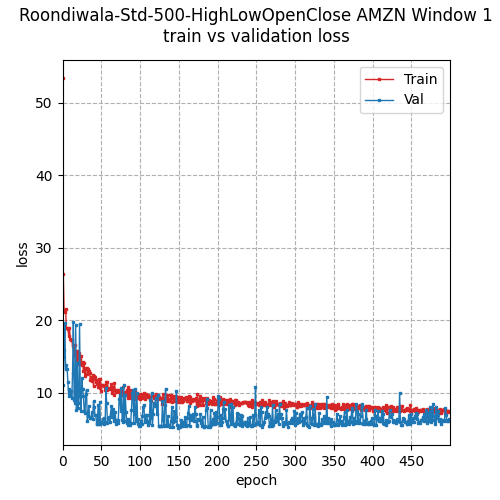 Roondiwala-Std-500-HighLowOpenClose AMZN Window 1
train vs validation loss
Train
Val
50
40
30
20
10
loss
0 50 100 150 200 250 300 350 400 450
epoch